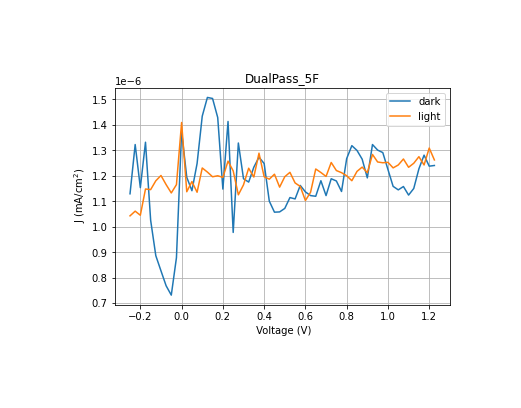 DualPass_5F
1e−6
1.5
1.4
1.3
1.2
1.1
1.0
0.9
0.8
0.7
J (mA/cm²)
dark
light
−0.2 0.0 0.2 0.4 0.6 0.8 1.0 1.2
Voltage (V)